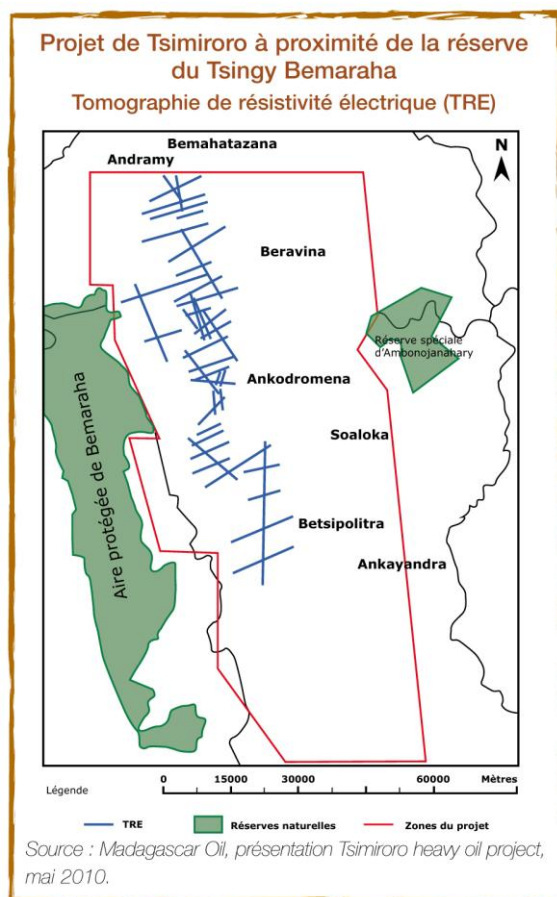 Projet de Tsimiroro à proximité de la réserve
du Tsingy Bemaraha
Tomographie de résistivité électrique (TRE)
Bemahatazana
Andramy
N
Beravina
Réserve spéciale
d'Ambonojanahary
Ankodromena
Soaloka
Aire protégée de Bemaraha
Betsipolitra
Ankayandra
Légende
0 15000 30000 60000 Mètres
TRE Réserves naturelles Zones du projet
Source : Madagascar Oil, présentation Tsimiroro heavy oil project,
mai 2010.